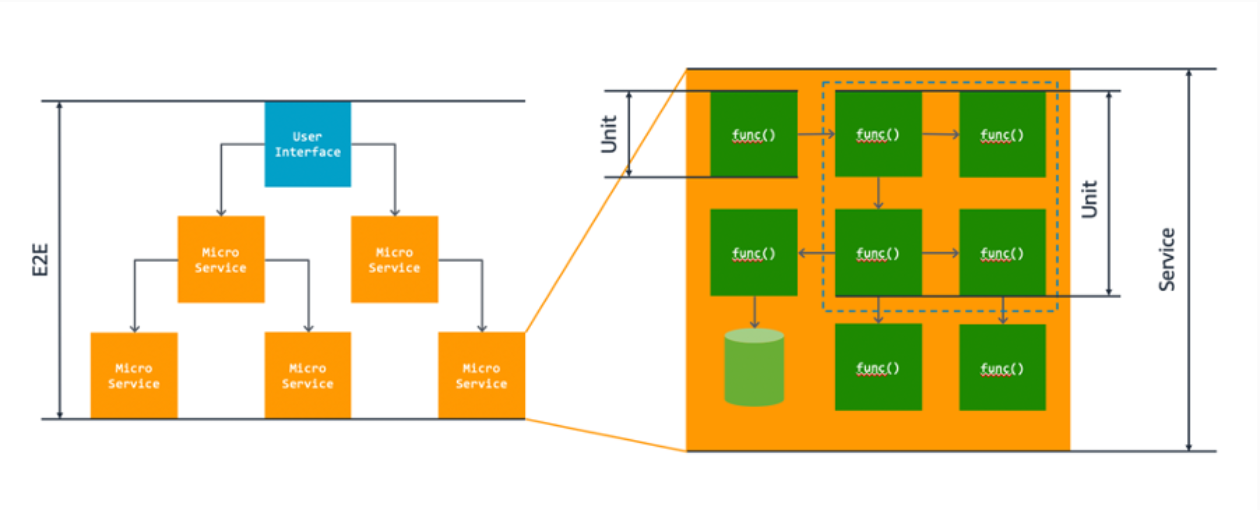 E2E
User
Interface
Micro
Service
Micro
Service
Micro
Service
Micro
Service
Micro
Service
Unit
func()
func()
func()
func()
func()
func()
func()
func()
Unit
Service